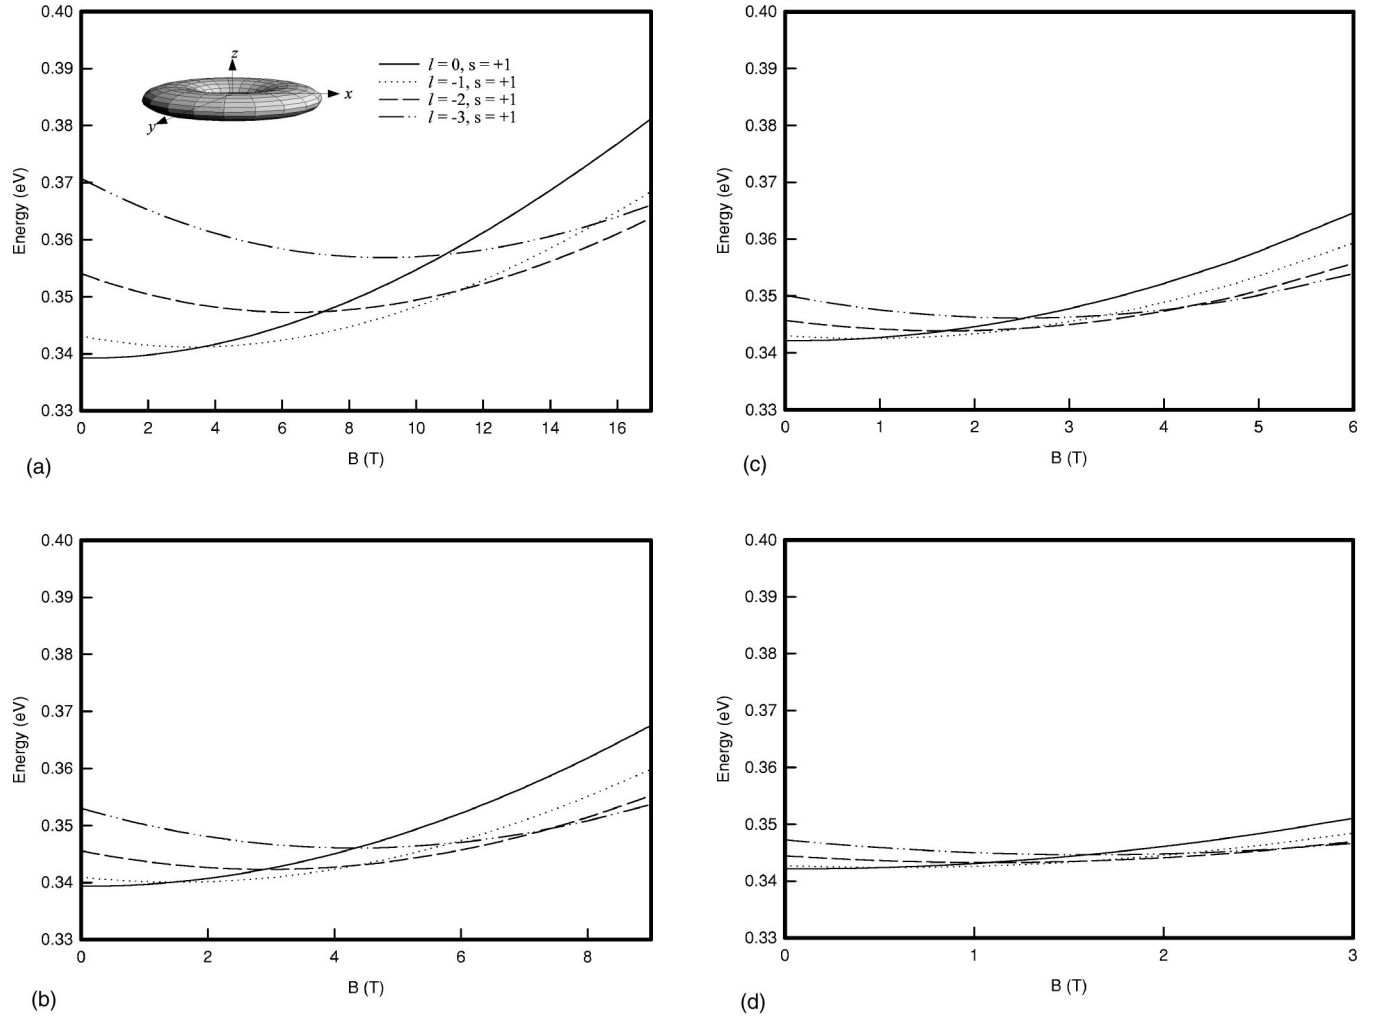 0.40
0.39
0.38
0.37
0.36
0.35
0.34
0.33
Energy (eV)
z
x
y
l = 0, s = +1
l = -1, s = +1
l = -2, s = +1
l = -3, s = +1
0 2 4 6 8 10 12 14 16
B (T)
(a)
0.40
0.39
0.38
0.37
0.36
0.35
0.34
0.33
Energy (eV)
0 1 2 3 4 5 6
B (T)
(c)
0.40
0.39
0.38
0.37
0.36
0.35
0.34
0.33
Energy (eV)
0 2 4 6 8
B (T)
(b)
0.40
0.39
0.38
0.37
0.36
0.35
0.34
0.33
Energy (eV)
0 1 2 3
B (T)
(d)